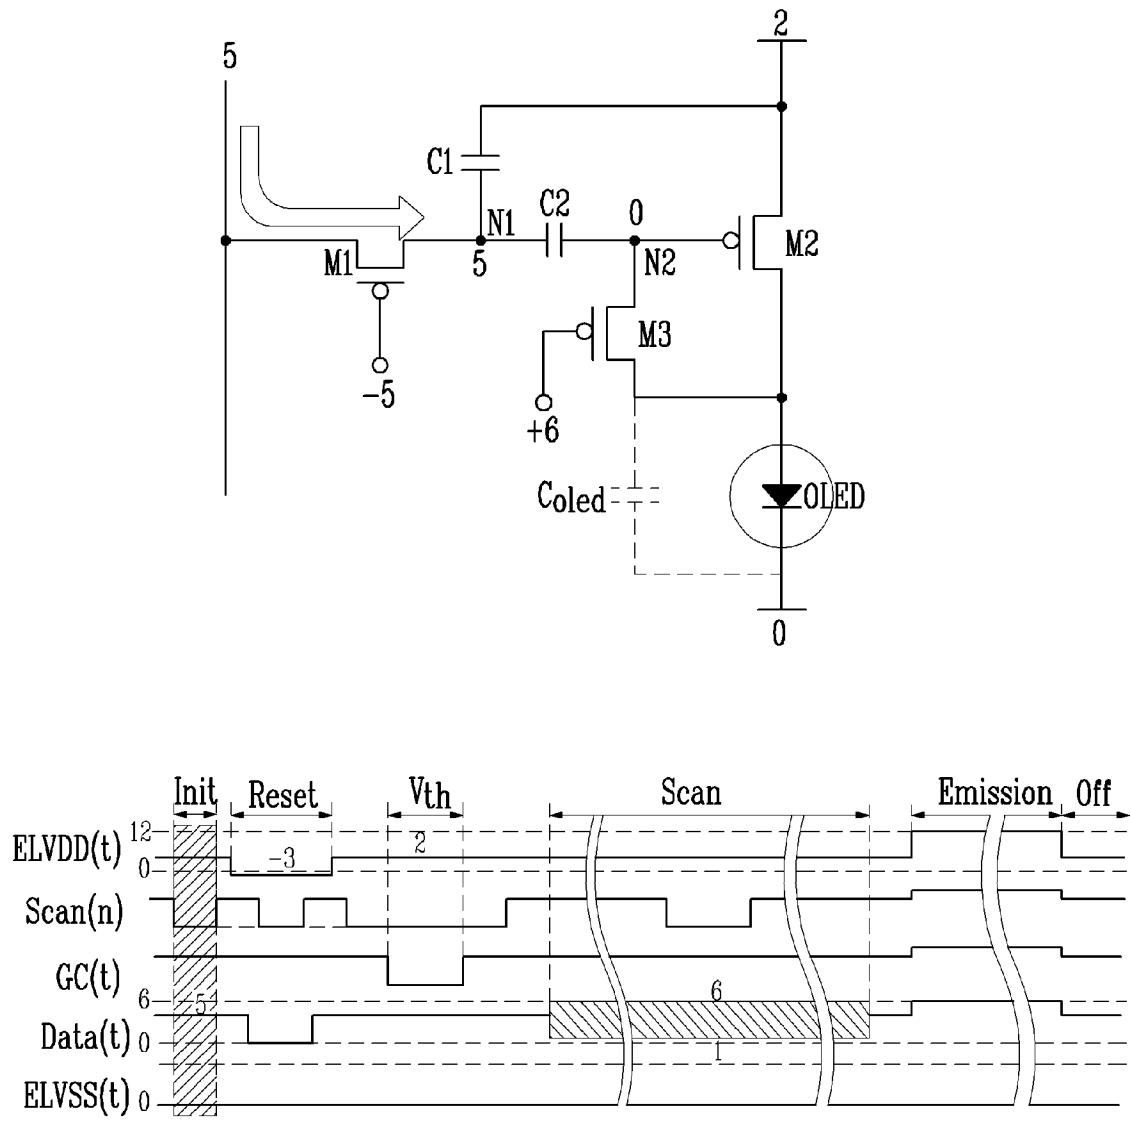 2
5
C1
C2
0
N1
M1
5
N2
M2
M3
-5
+6
Coled
OLED
0
Init
Reset
Vth
Scan
Emission
Off
ELVDD(t)
12
0
-3
2
Scan(n)
GC(t)
Data(t)
6
5
0
6
1
ELVSS(t)
0